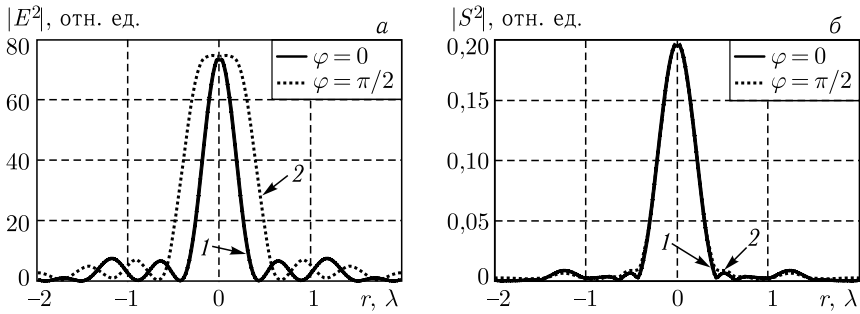 |E²|, отн. ед.
а
80
60
40
20
0
−2
−1
0
1
r, λ
φ = 0
φ = π/2
1
2
|S²|, отн. ед.
б
0,20
0,15
0,10
0,05
0
−2
−1
0
1
r, λ
φ = 0
φ = π/2
1
2